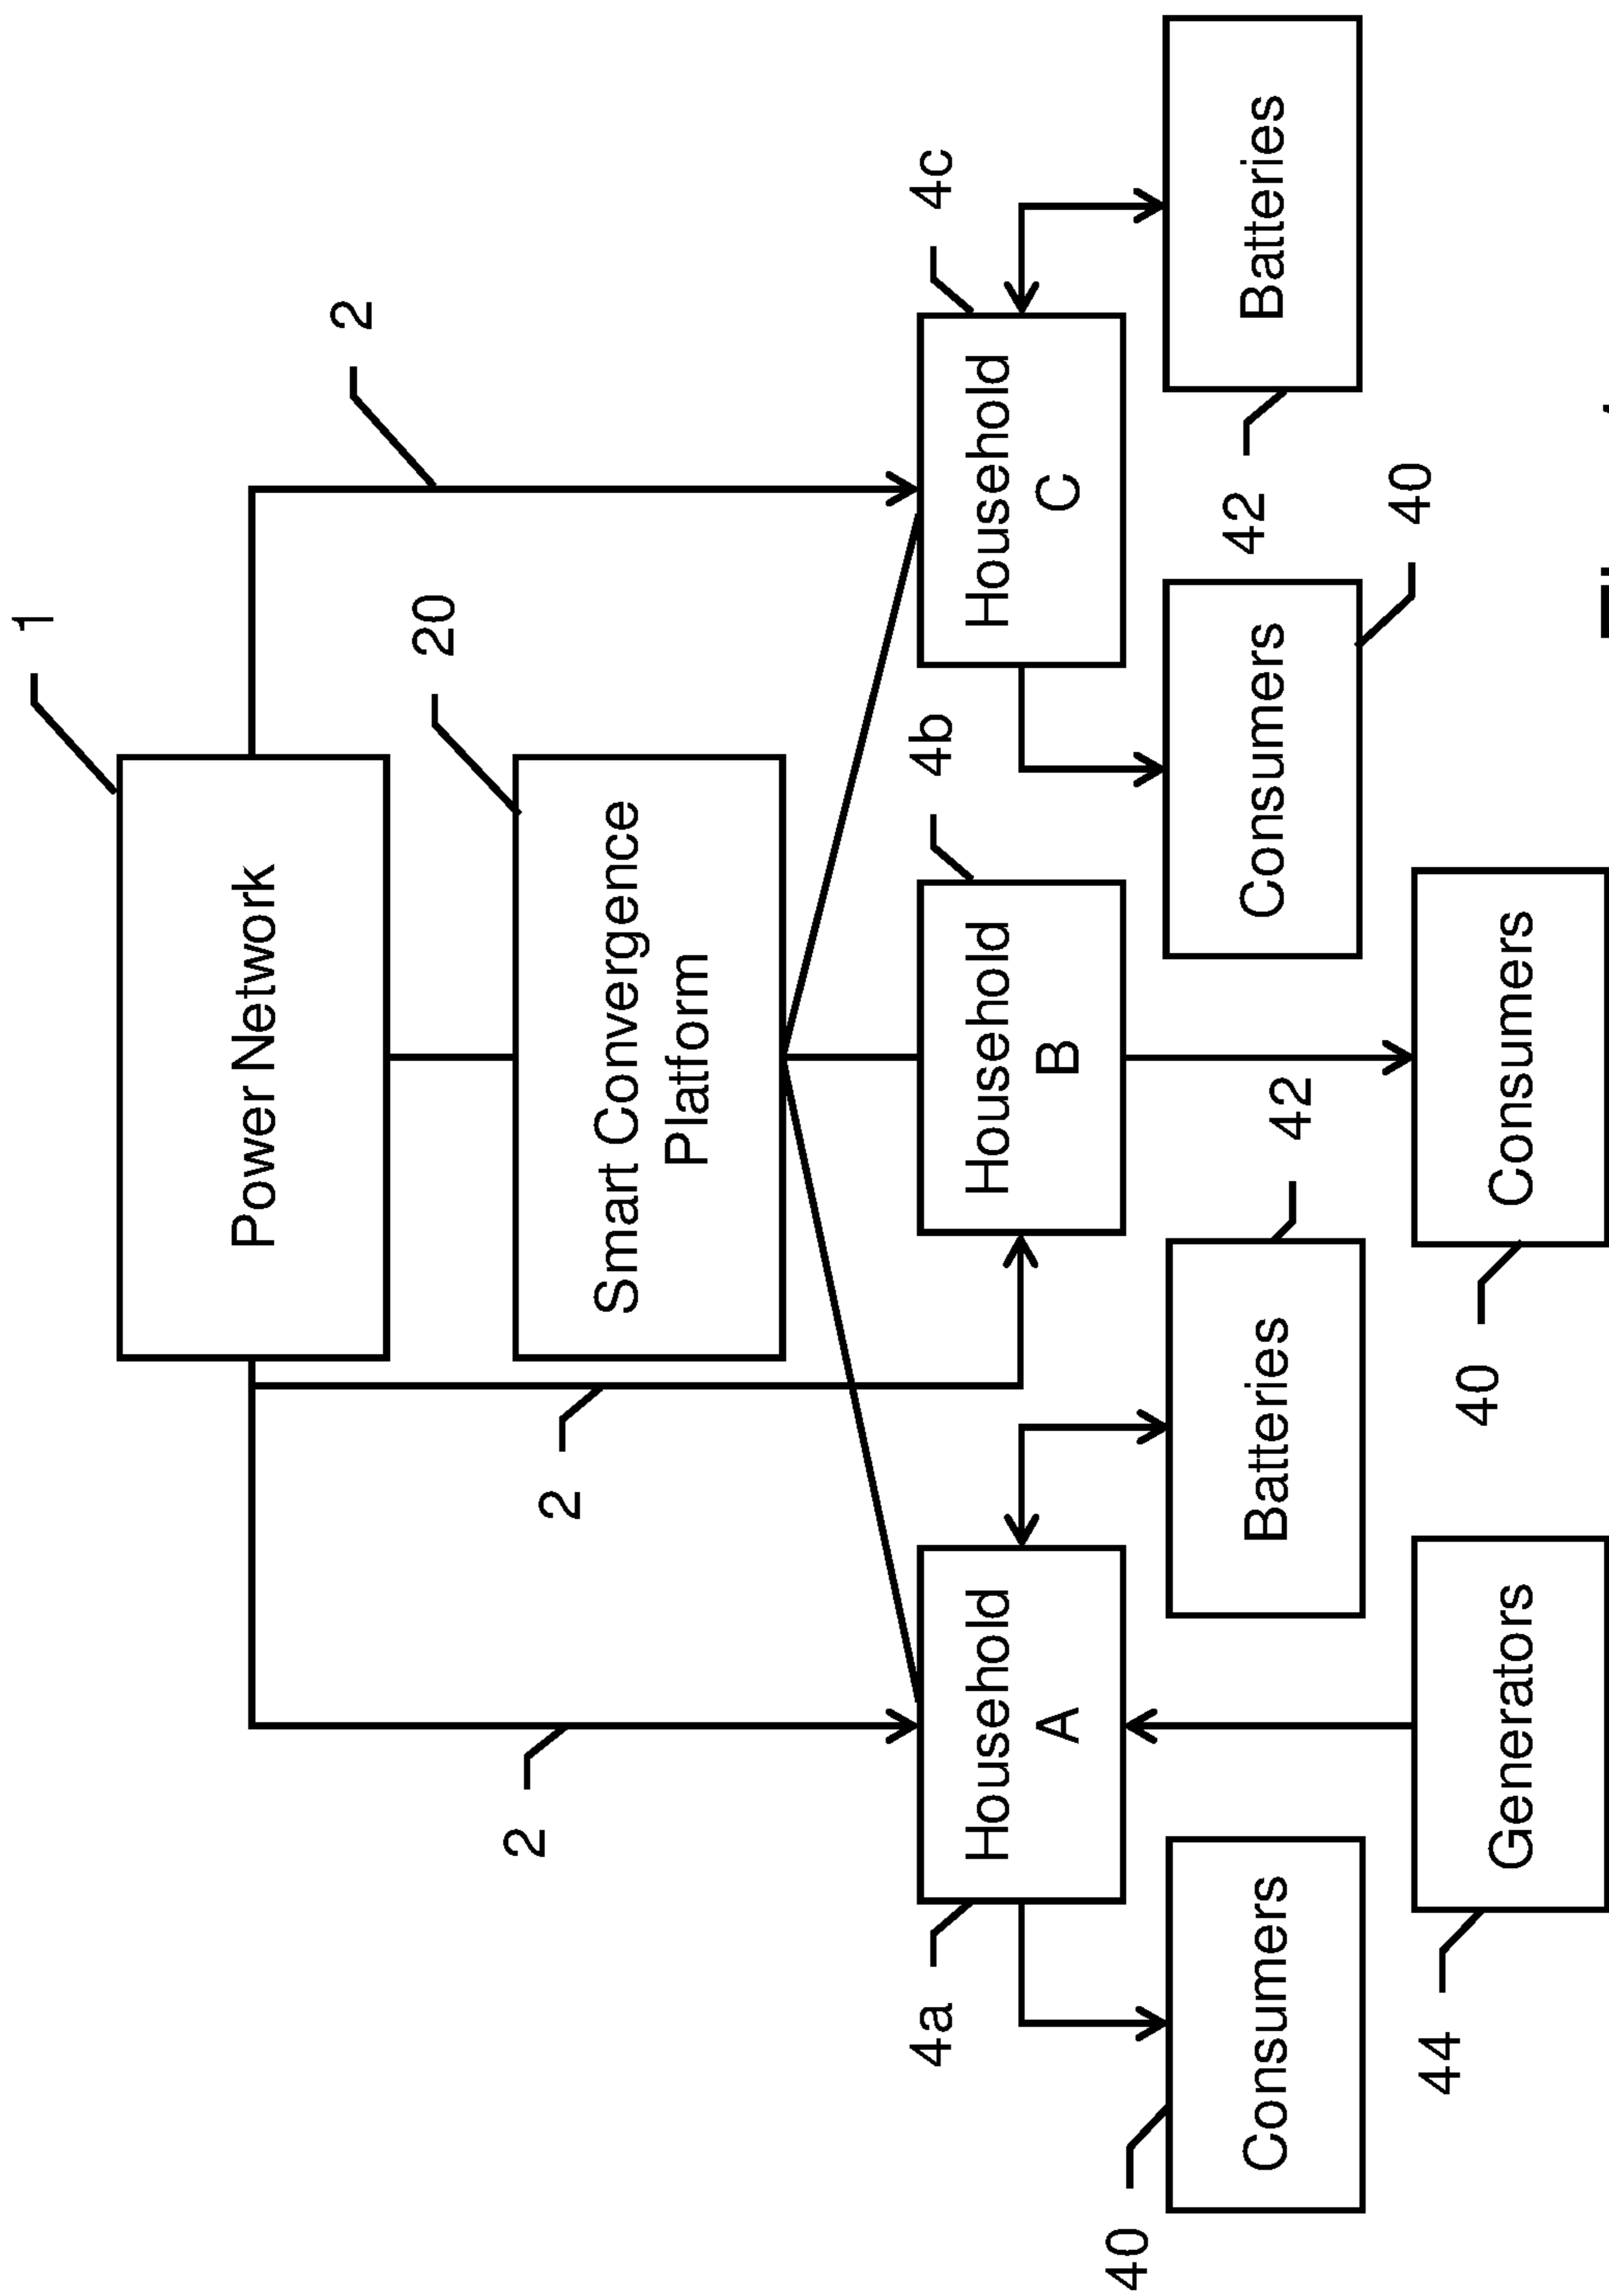 1
Power Network
2
20
Smart Convergence
Platform
2
2
4a
Household
A
4b
Household
B
4c
Household
C
40
Consumers
Batteries
42
Consumers
40
42
Batteries
44
Generators
40
Consumers